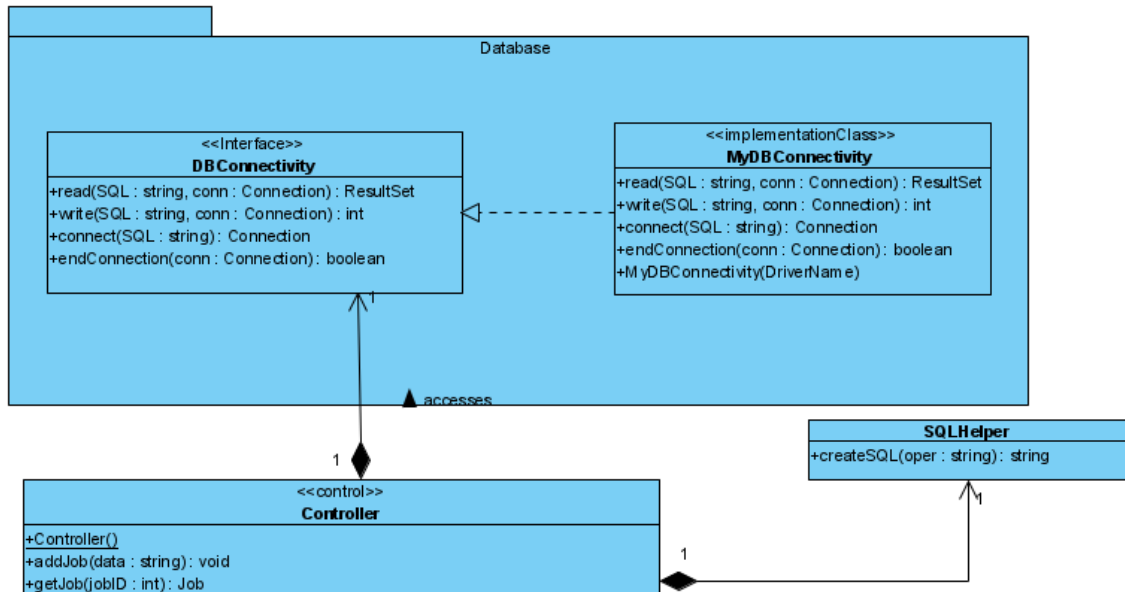 Database
<<Interface>>
DBConnectivity
+read(SQL : string, conn : Connection) : ResultSet
+write(SQL : string, conn : Connection) : int
+connect(SQL : string) : Connection
+endConnection(conn : Connection) : boolean
<<implementationClass>>
MyDBConnectivity
+read(SQL : string, conn : Connection) : ResultSet
+write(SQL : string, conn : Connection) : int
+connect(SQL : string) : Connection
+endConnection(conn : Connection) : boolean
+MyDBConnectivity(DriverName)
1
accesses
1
SQLHelper
+createSQL(oper : string) : string
1
<<control>>
Controller
+Controller()
+addJob(data : string) : void
+getJob(jobID : int) : Job
1